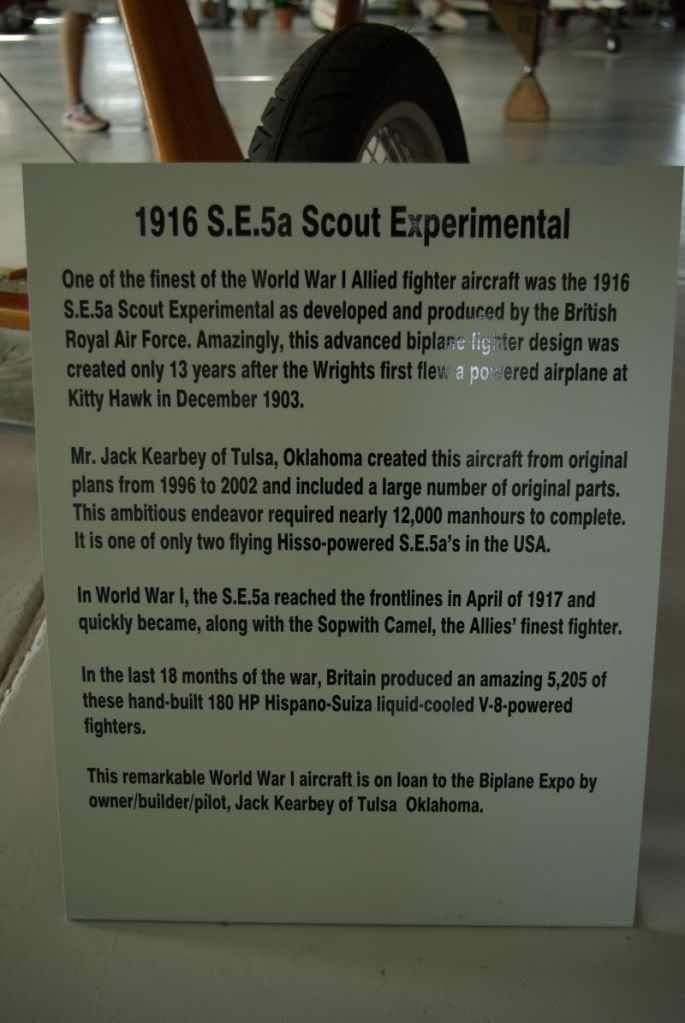 1916 S.E.5a Scout Experimental
One of the finest of the World War I Allied fighter aircraft was the 1916
S.E.5a Scout Experimental as developed and produced by the British
Royal Air Force. Amazingly, this advanced biplane fighter design was
created only 13 years after the Wrights first flew a powered airplane at
Kitty Hawk in December 1903.
Mr. Jack Kearbey of Tulsa, Oklahoma created this aircraft from original
plans from 1996 to 2002 and included a large number of original parts.
This ambitious endeavor required nearly 12,000 manhours to complete.
It is one of only two flying Hisso-powered S.E.5a's in the USA.
In World War I, the S.E.5a reached the frontlines in April of 1917 and
quickly became, along with the Sopwith Camel, the Allies' finest fighter.
In the last 18 months of the war, Britain produced an amazing 5,205 of
these hand-built 180 HP Hispano-Suiza liquid-cooled V-8-powered
fighters.
This remarkable World War I aircraft is on loan to the Biplane Expo by
owner/builder/pilot, Jack Kearbey of Tulsa  Oklahoma.